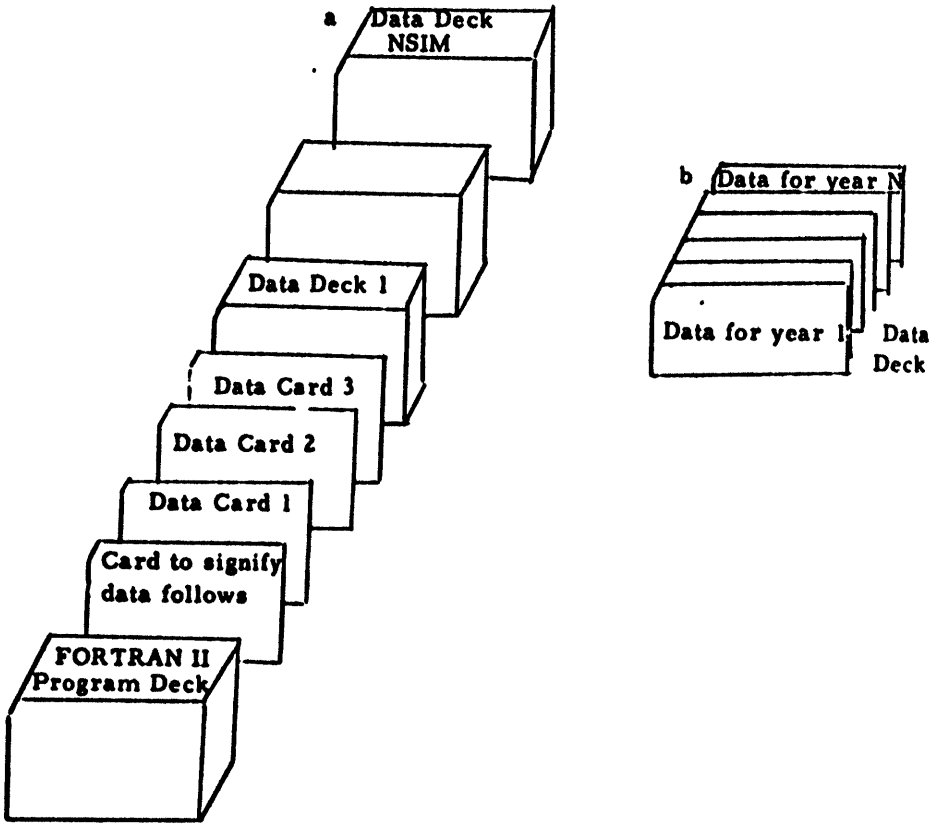 a Data Deck
NSIM
Data Deck 1
Data Card 3
Data Card 2
Data Card 1
Card to signify
data follows
FORTRAN II
Program Deck
b Data for year N
Data for year 1
Data
Deck